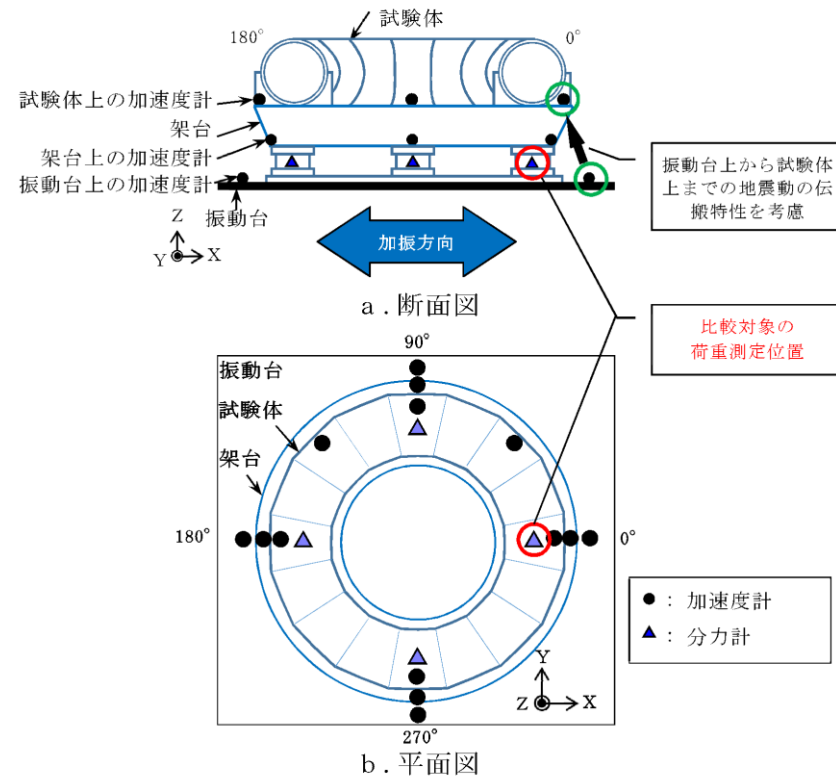 試験体
180°
0°
試験体上の加速度計
架台
架台上の加速度計
振動台上の加速度計
振動台
Z
Y
X
加振方向
振動台上から試験体
上までの地震動の伝
搬特性を考慮
a．断面図
比較対象の
荷重測定位置
90°
振動台
試験体
架台
180°
0°
●： 加速度計
▲： 分力計
Y
Z
X
270°
b．平面図